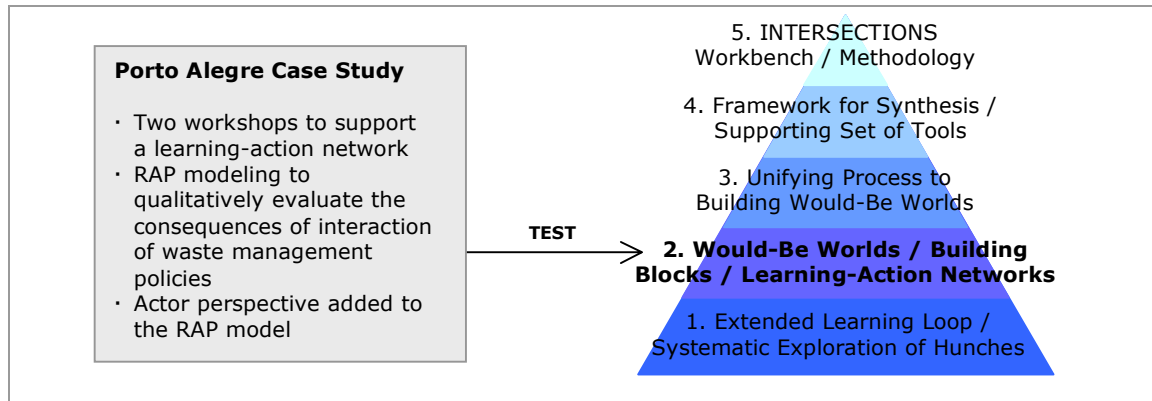 Porto Alegre Case Study
· Two workshops to support
a learning-action network
· RAP modeling to
qualitatively evaluate the
consequences of interaction
of waste management
policies
· Actor perspective added to
the RAP model
TEST
5. INTERSECTIONS
Workbench / Methodology
4. Framework for Synthesis /
Supporting Set of Tools
3. Unifying Process to
Building Would-Be Worlds
2. Would-Be Worlds / Building
Blocks / Learning-Action Networks
1. Extended Learning Loop /
Systematic Exploration of Hunches